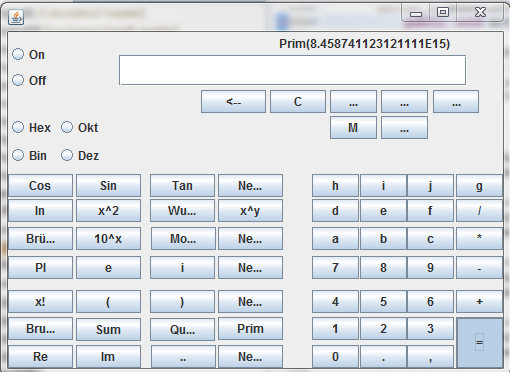 Prim(8.458741123121111E15)
On
Off
<-- C ... ... ...
Hex Okt M ...
Bin Dez
Cos Sin Tan Ne... h i j g
ln x^2 Wu... x^y d e f /
Brü... 10^x Mo... Ne... a b c *
PI e i Ne... 7 8 9 -
x! ( ) Ne... 4 5 6 +
Bru... Sum Qu... Prim 1 2 3 =
Re Im .. Ne... 0 . ,